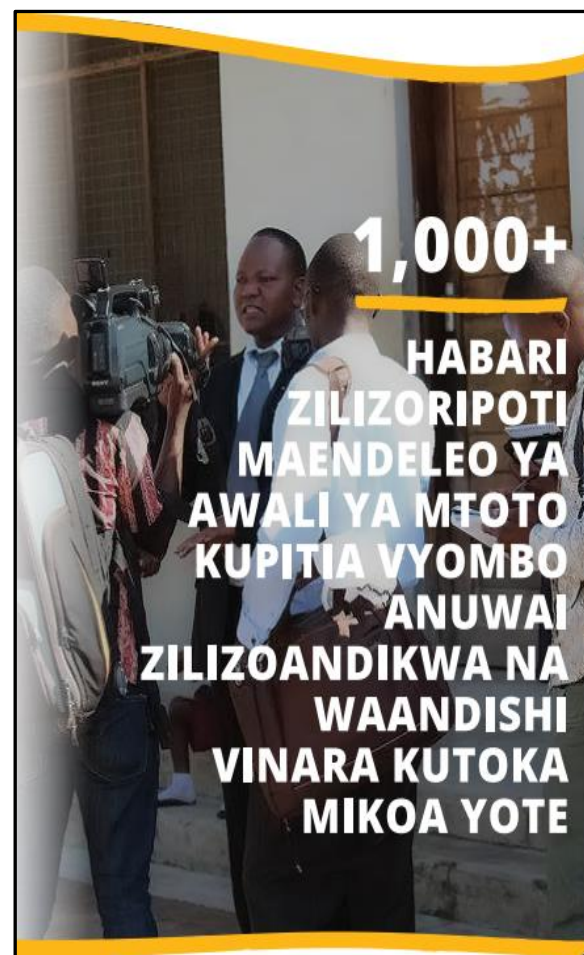 1,000+
HABARI
ZILIZORIPOTI
MAENDELEO YA
AWALI YA MTOTO
KUPITIA VYOMBO
ANUWAI
ZILIZOANDIKWA NA
WAANDISHI
VINARA KUTOKA
MIKOA YOTE
SONY